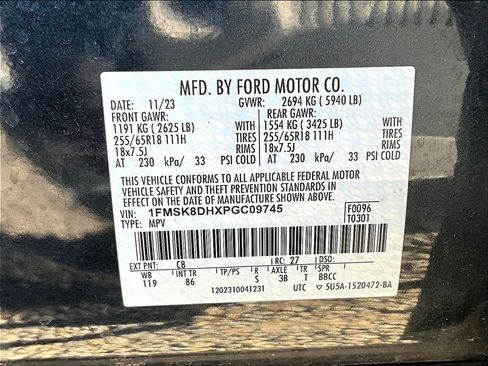 MFD. BY FORD MOTOR CO.
DATE: 11/23 GVWR: 2694 KG ( 5940 LB)
FRONT GAWR: REAR GAWR:
1191 KG ( 2625 LB) WITH 1554 KG ( 3425 LB) WITH
255/65R18 111H TIRES 255/65R18 111H TIRES
18x7.5J RIMS 18x7.5J RIMS
AT 230 kPa/ 33 PSI COLD AT 230 kPa/ 33 PSI COLD
THIS VEHICLE CONFORMS TO ALL APPLICABLE FEDERAL MOTOR
VEHICLE SAFETY AND THEFT PREVENTION STANDARDS IN
EFFECT ON THE DATE OF MANUFACTURE SHOWN ABOVE.
VIN: 1FMSK8DHXPGC09745 F0096
TYPE: MPV T0301
EXT PNT: C8 RC: 27 DSO:
WB INT TR TP/PS R AXLE TR SPR
119 86 S 3B T BBCC
1202310041231 UTC ▽ 5U5A-1520472-BA